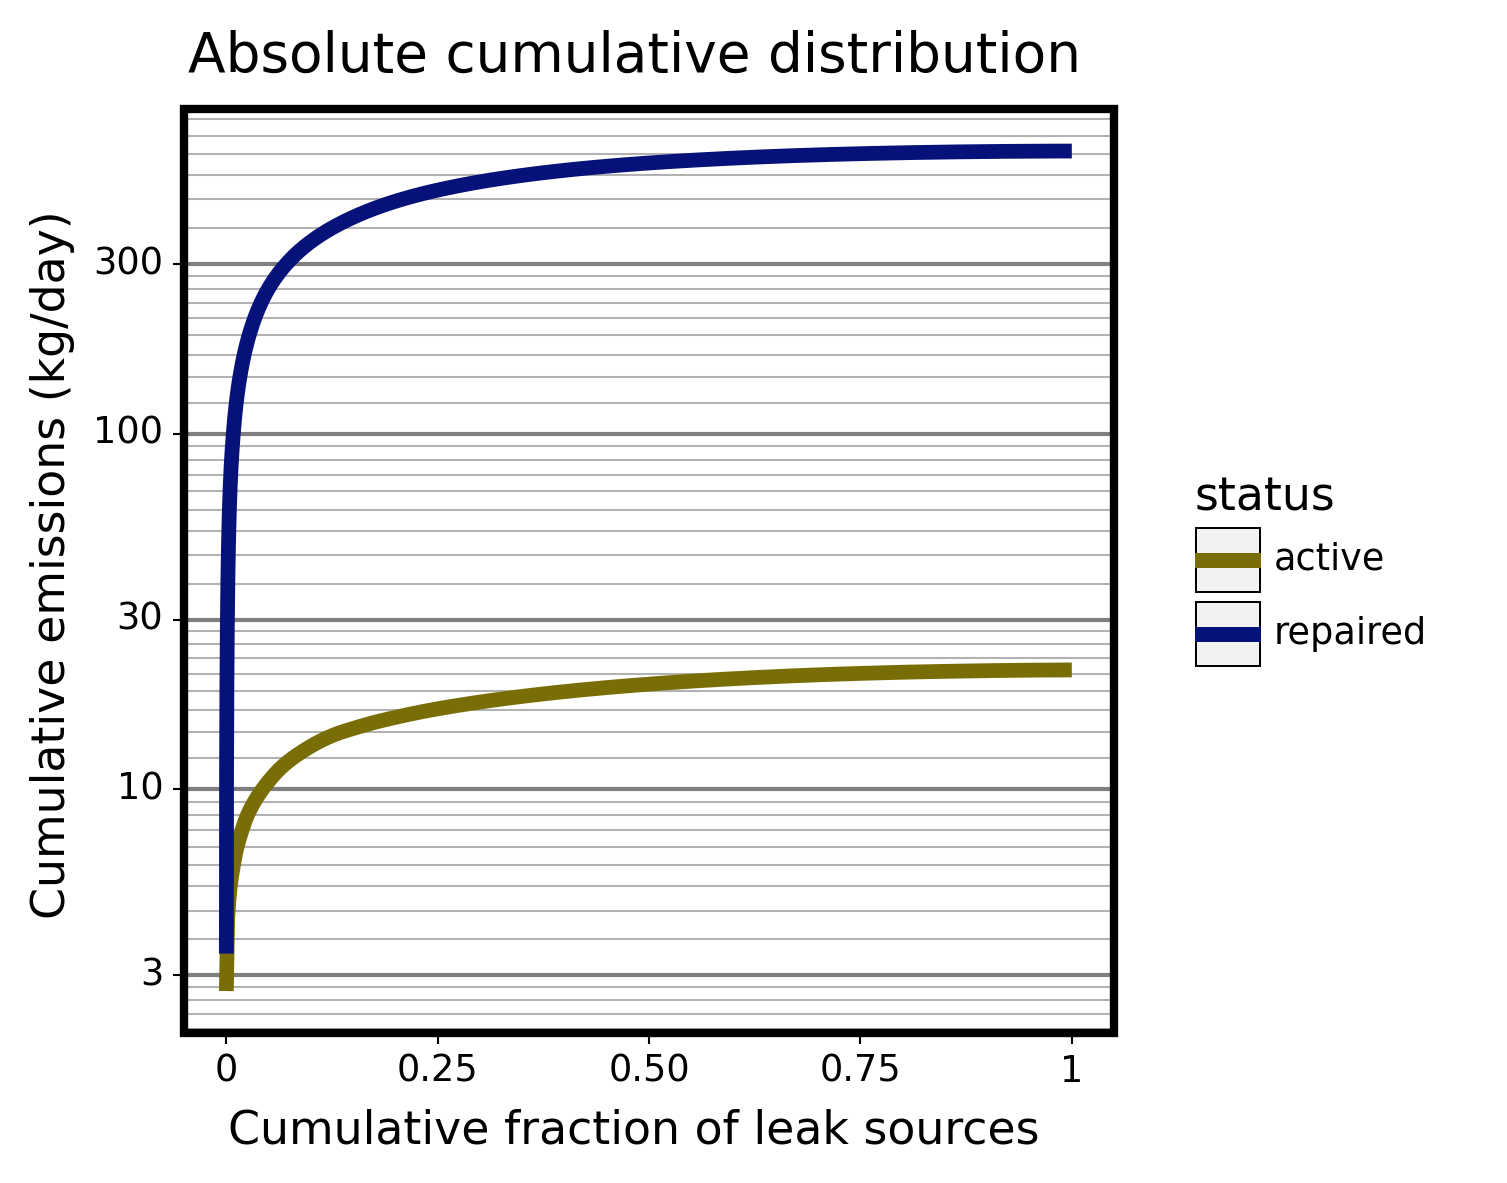 Absolute cumulative distribution
Cumulative emissions (kg/day)
300
100
30
10
3
0 0.25 0.50 0.75 1
Cumulative fraction of leak sources
status
active
repaired